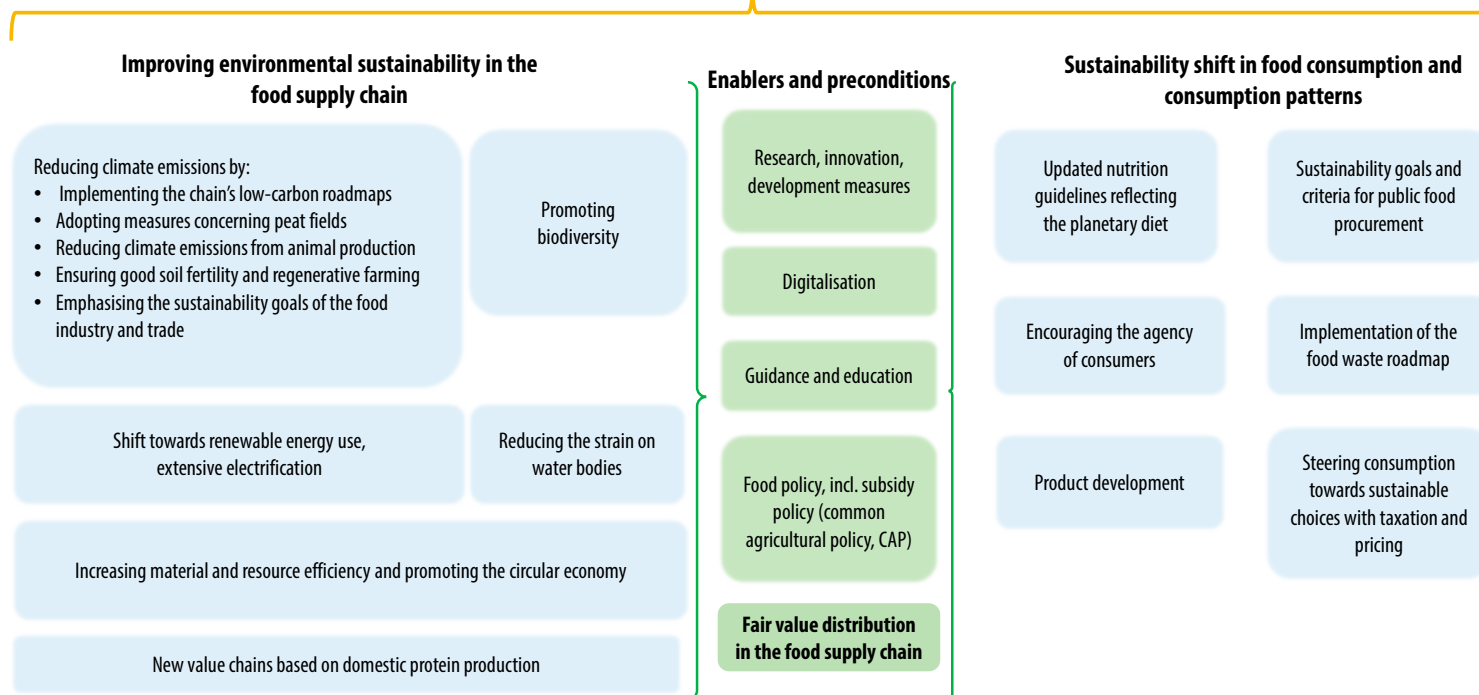 Improving environmental sustainability in the
food supply chain
Reducing climate emissions by:
• Implementing the chain's low-carbon roadmaps
• Adopting measures concerning peat fields
• Reducing climate emissions from animal production
• Ensuring good soil fertility and regenerative farming
• Emphasising the sustainability goals of the food
industry and trade
Promoting
biodiversity
Shift towards renewable energy use,
extensive electrification
Reducing the strain on
water bodies
Increasing material and resource efficiency and promoting the circular economy
New value chains based on domestic protein production
Enablers and preconditions
Research, innovation,
development measures
Digitalisation
Guidance and education
Food policy, incl. subsidy
policy (common
agricultural policy, CAP)
Fair value distribution
in the food supply chain
Sustainability shift in food consumption and
consumption patterns
Updated nutrition
guidelines reflecting
the planetary diet
Sustainability goals and
criteria for public food
procurement
Encouraging the agency
of consumers
Implementation of the
food waste roadmap
Product development
Steering consumption
towards sustainable
choices with taxation and
pricing